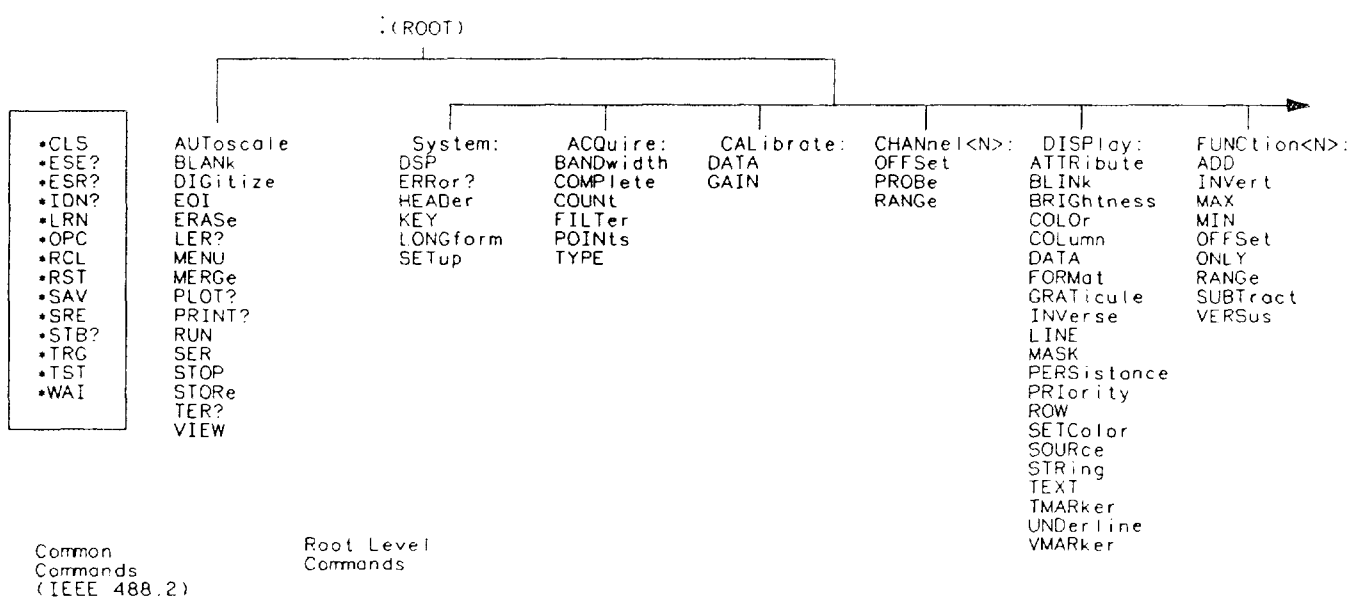 :(ROOT)
*CLS
*ESE?
*ESR?
*IDN?
*LRN
*OPC
*RCL
*RST
*SAV
*SRE
*STB?
*TRG
*TST
*WAI
AUToscale
BLANk
DIGitize
EOI
ERASe
LER?
MENU
MERGe
PLOT?
PRINT?
RUN
SER
STOP
STORe
TER?
VIEW
System:
DSP
ERRor?
HEADer
KEY
LONGform
SETup
ACQuire:
BANDwidth
COMPlete
COUNt
FILTer
POINts
TYPE
CALibrate:
DATA
GAIN
CHANnel<N>:
OFFSet
PROBe
RANGe
DISPlay:
ATTRibute
BLINk
BRIGhtness
COLOr
COLumn
DATA
FORMat
GRATicule
INVerse
LINE
MASK
PERSistance
PRIority
ROW
SETColor
SOURce
STRing
TEXT
TMARker
UNDerline
VMARker
FUNCtion<N>:
ADD
INVert
MAX
MIN
OFFSet
ONLY
RANGe
SUBTract
VERSus
Common
Commands
(IEEE 488.2)
Root Level
Commands